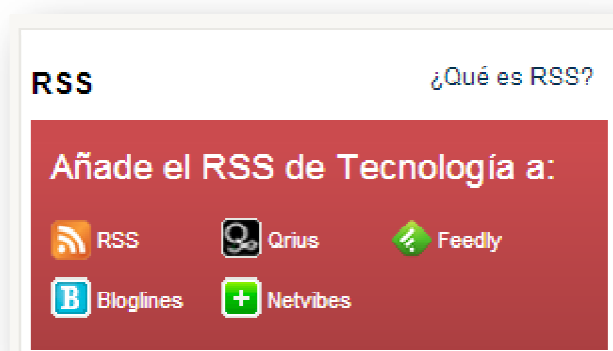 RSS ¿Qué es RSS?
Añade el RSS de Tecnología a:
RSS Qrius Feedly
B Bloglines + Netvibes